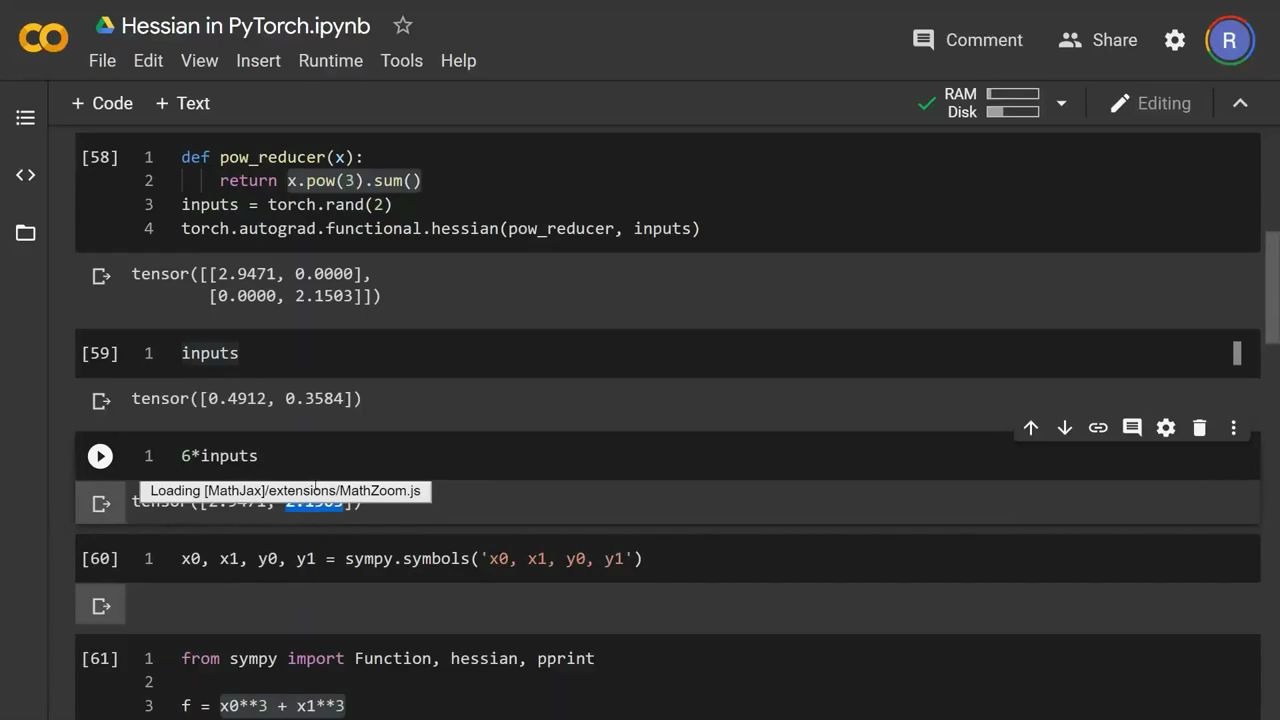 Hessian in PyTorch.ipynb
Comment
Share
R
File Edit View Insert Runtime Tools Help
+ Code + Text
RAM
Disk
Editing
[58] 1 def pow_reducer(x):
2 return x.pow(3).sum()
3 inputs = torch.rand(2)
4 torch.autograd.functional.hessian(pow_reducer, inputs)
tensor([[2.9471, 0.0000],
[0.0000, 2.1503]])
[59] 1 inputs
tensor([0.4912, 0.3584])
1 6*inputs
Loading [MathJax]/extensions/MathZoom.js
tensor([2.9471, 2.1503])
[60] 1 x0, x1, y0, y1 = sympy.symbols('x0, x1, y0, y1')
[61] 1 from sympy import Function, hessian, pprint
2
3 f = x0**3 + x1**3